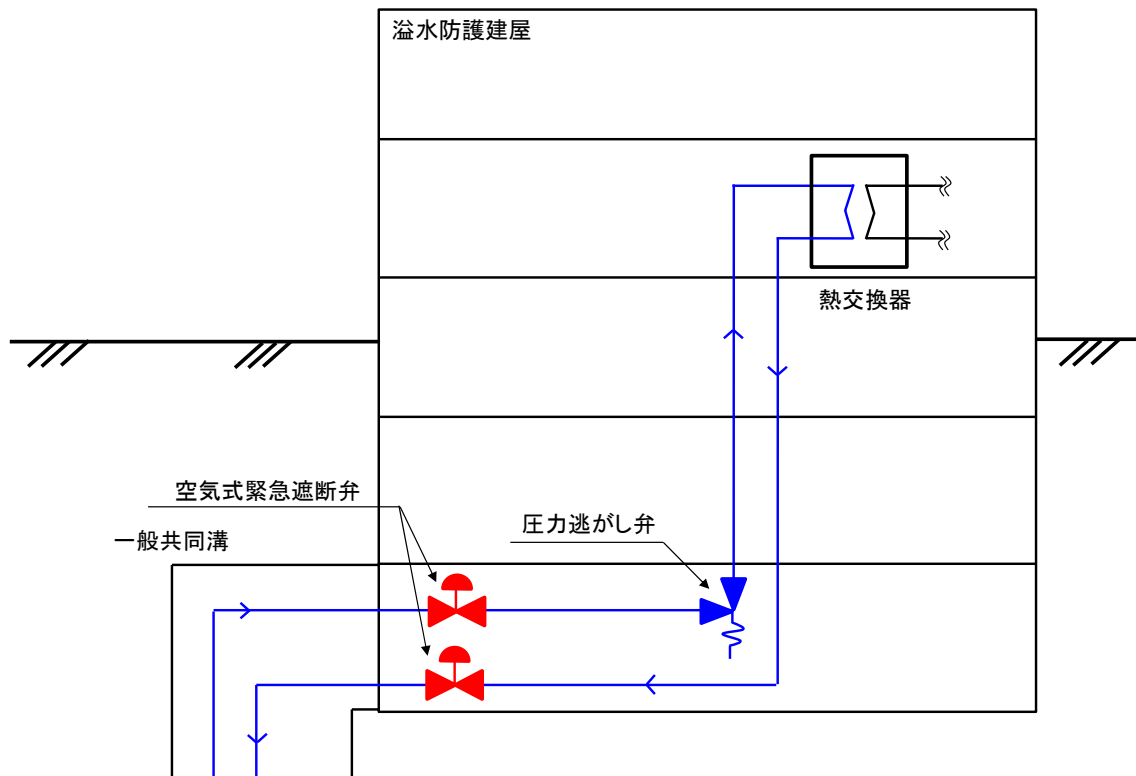 溢水防護建屋
熱交換器
空気式緊急遮断弁
圧力逃がし弁
一般共同溝